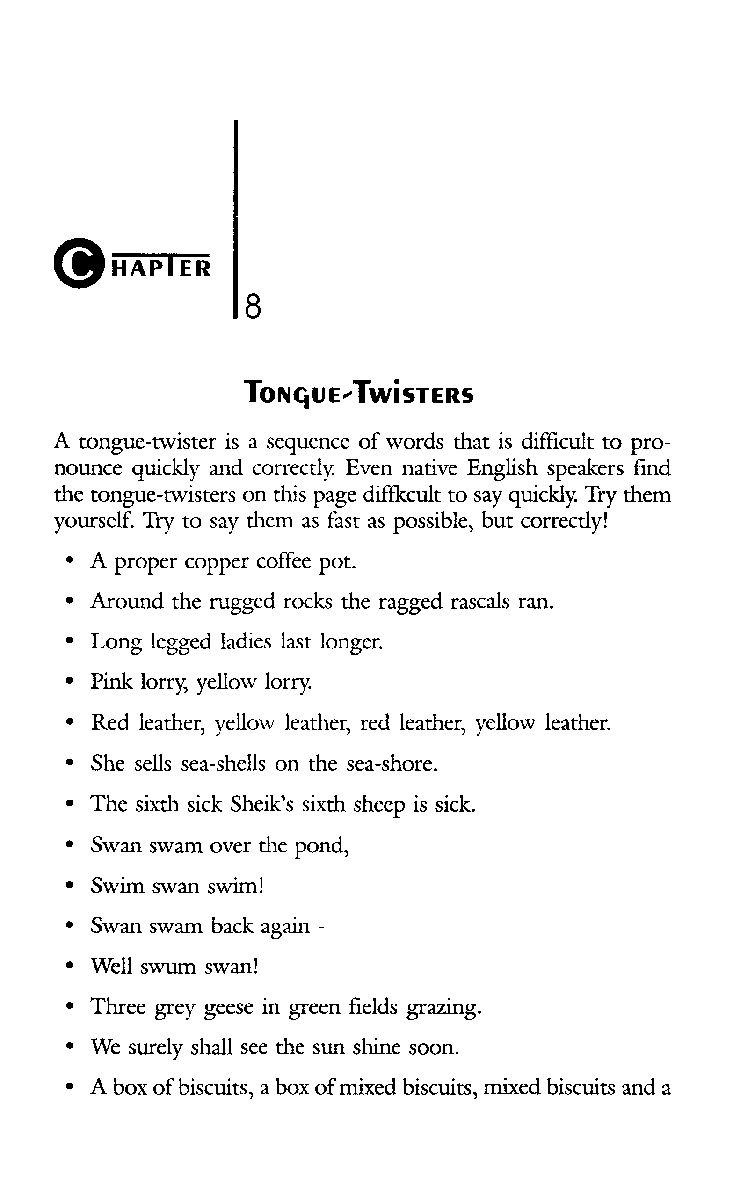 CHAPTER
8
TONGUE-TWISTERS
A tongue-twister is a sequence of words that is difficult to pro-
nounce quickly and correctly. Even native English speakers find
the tongue-twisters on this page diffkcult to say quickly. Try them
yourself. Try to say them as fast as possible, but correctly!
• A proper copper coffee pot.
• Around the rugged rocks the ragged rascals ran.
• Long legged ladies last longer.
• Pink lorry, yellow lorry.
• Red leather, yellow leather, red leather, yellow leather.
• She sells sea-shells on the sea-shore.
• The sixth sick Sheik's sixth sheep is sick.
• Swan swam over the pond,
• Swim swan swim!
• Swan swam back again -
• Well swum swan!
• Three grey geese in green fields grazing.
• We surely shall see the sun shine soon.
• A box of biscuits, a box of mixed biscuits, mixed biscuits and a